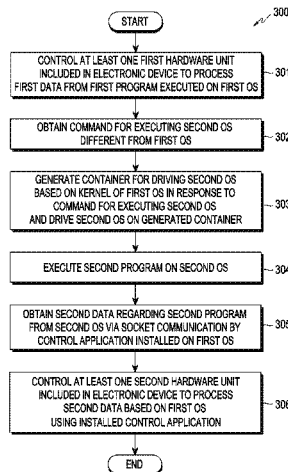 300
START
CONTROL AT LEAST ONE FIRST HARDWARE UNIT
INCLUDED IN ELECTRONIC DEVICE TO PROCESS
FIRST DATA FROM FIRST PROGRAM EXECUTED ON FIRST OS
301
OBTAIN COMMAND FOR EXECUTING SECOND OS
DIFFERENT FROM FIRST OS
302
GENERATE CONTAINER FOR DRIVING SECOND OS
BASED ON KERNEL OF FIRST OS IN RESPONSE TO
COMMAND FOR EXECUTING SECOND OS
AND DRIVE SECOND OS ON GENERATED CONTAINER
303
EXECUTE SECOND PROGRAM ON SECOND OS
304
OBTAIN SECOND DATA REGARDING SECOND PROGRAM
FROM SECOND OS VIA SOCKET COMMUNICATION BY
CONTROL APPLICATION INSTALLED ON FIRST OS
305
CONTROL AT LEAST ONE SECOND HARDWARE UNIT
INCLUDED IN ELECTRONIC DEVICE TO PROCESS
SECOND DATA BASED ON FIRST OS
USING INSTALLED CONTROL APPLICATION
306
END